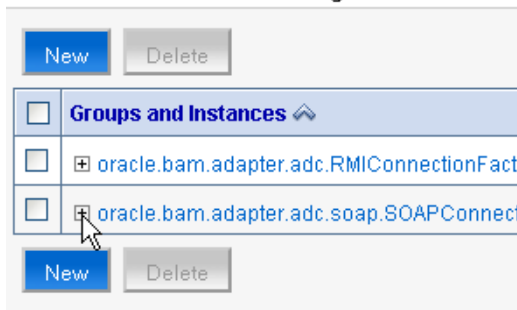 New Delete
Groups and Instances
oracle.bam.adapter.adc.RMIConnectionFact
oracle.bam.adapter.adc.soap.SOAPConnect
New Delete